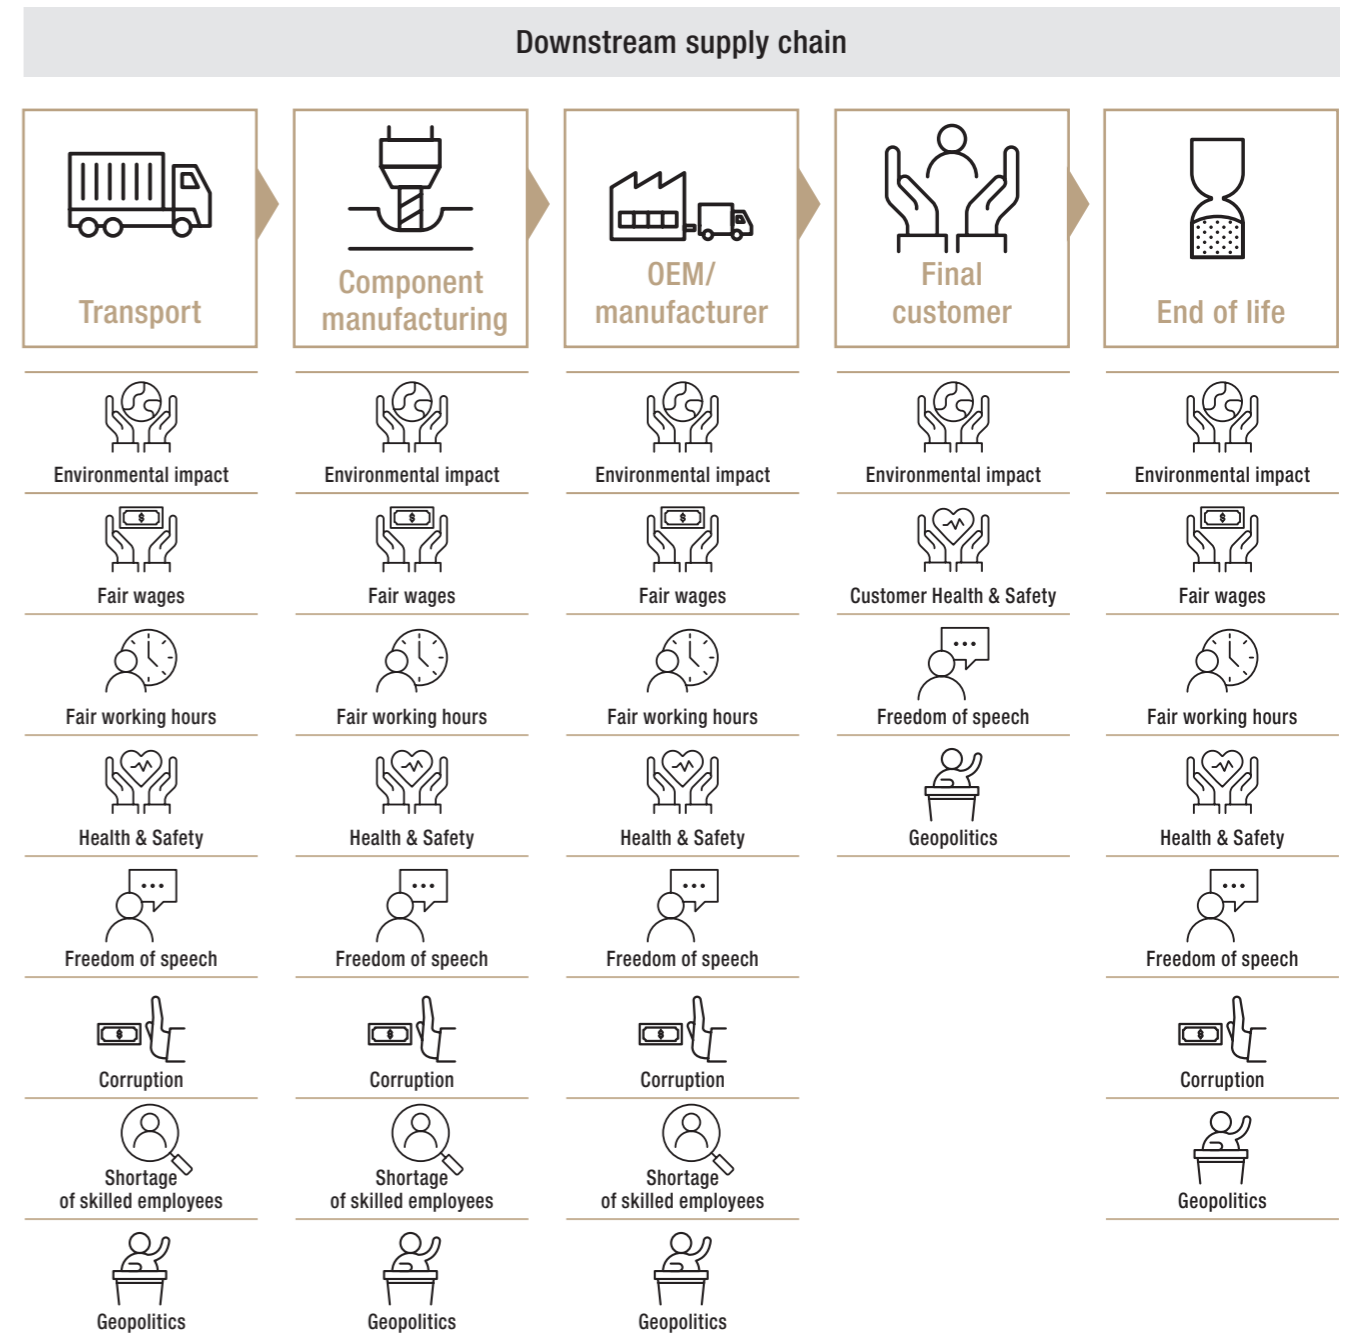 Downstream supply chain
Transport
Component
manufacturing
OEM/
manufacturer
Final
customer
End of life
Environmental impact
Environmental impact
Environmental impact
Environmental impact
Environmental impact
$
$
$
$
Fair wages
Fair wages
Fair wages
Customer Health & Safety
Fair wages
Fair working hours
Fair working hours
Fair working hours
Freedom of speech
Fair working hours
Health & Safety
Health & Safety
Health & Safety
Geopolitics
Health & Safety
Freedom of speech
Freedom of speech
Freedom of speech
Freedom of speech
$
$
$
$
Corruption
Corruption
Corruption
Corruption
Shortage
of skilled employees
Shortage
of skilled employees
Shortage
of skilled employees
Geopolitics
Geopolitics
Geopolitics
Geopolitics